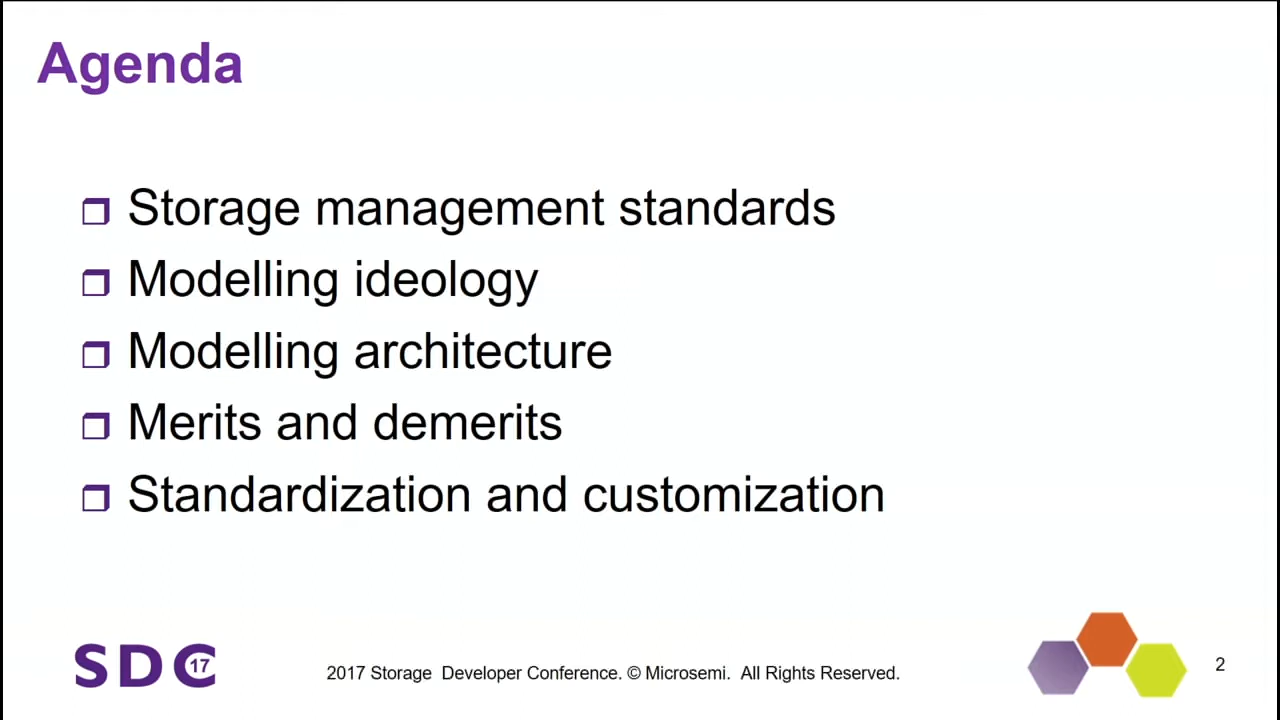 Agenda
Storage management standards
Modelling ideology
Modelling architecture
Merits and demerits
Standardization and customization
SDC 17
2017 Storage Developer Conference. © Microsemi. All Rights Reserved.
2